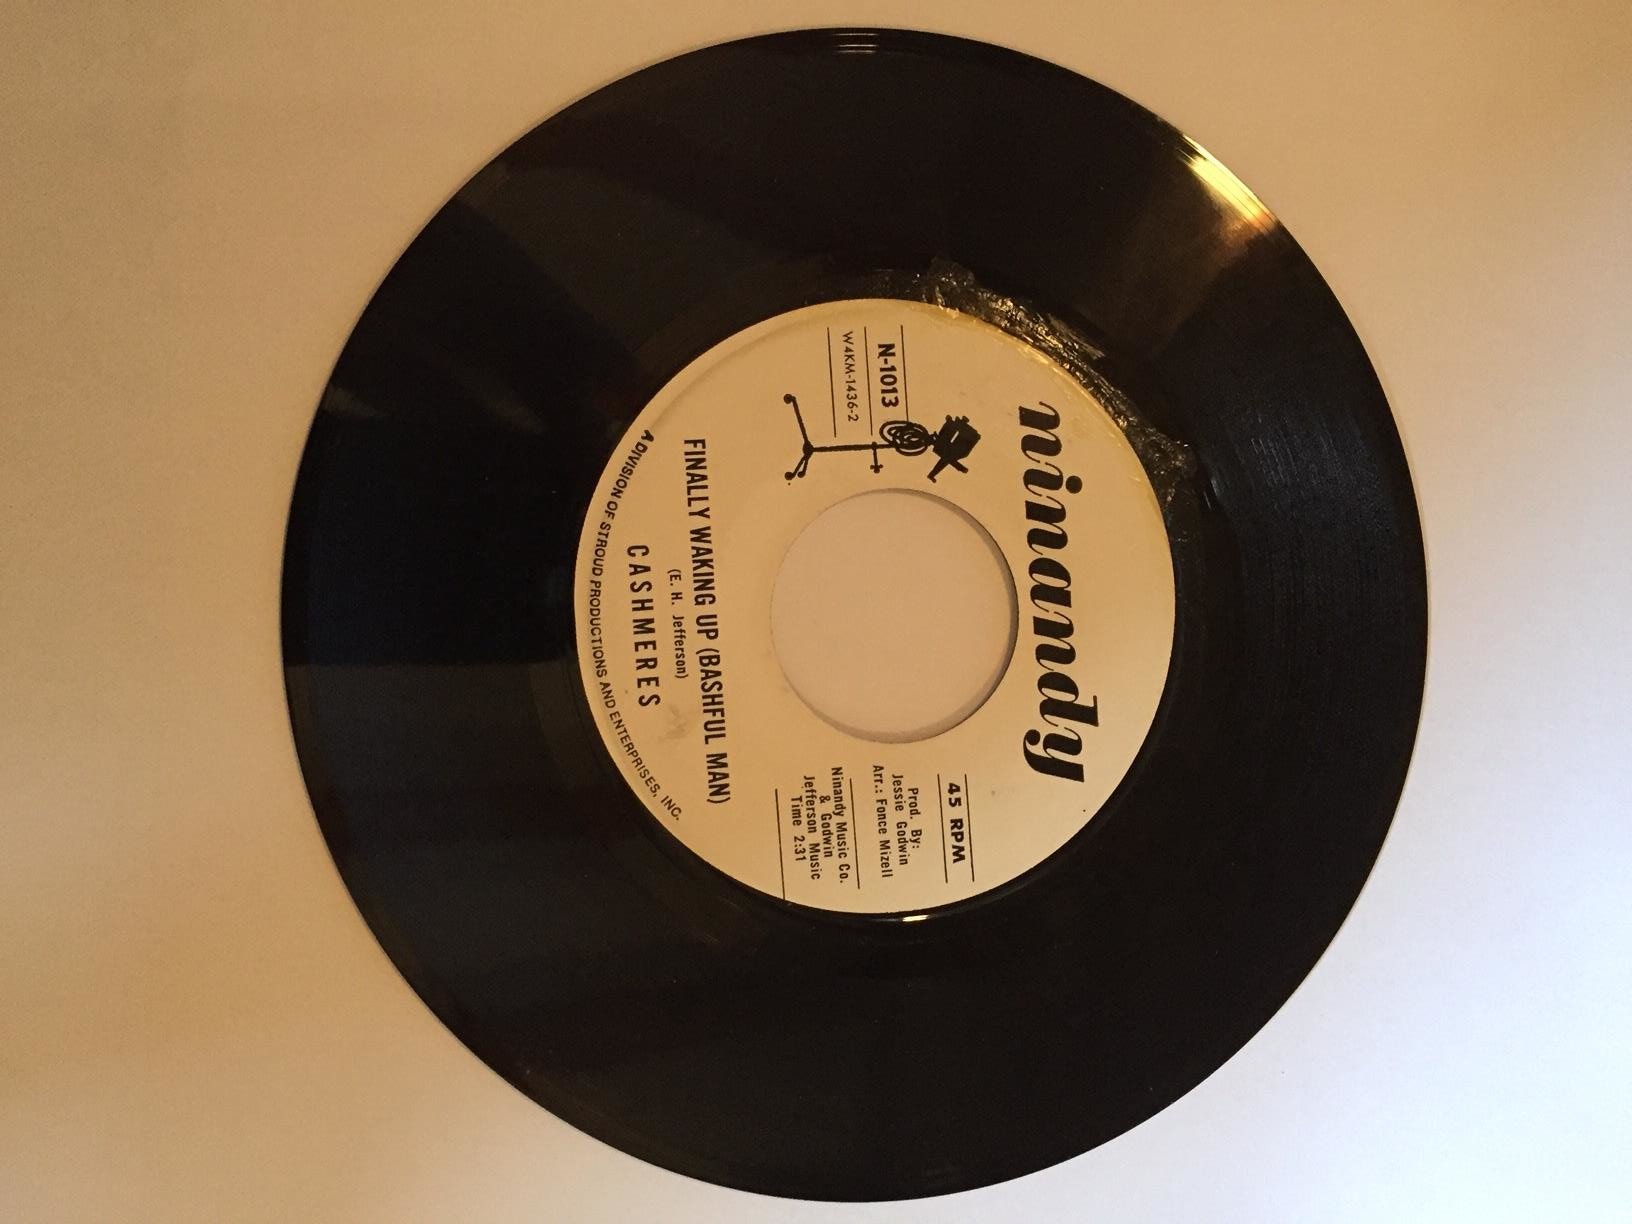 ninandy
N-1013
W4KM-1436-2
45 RPM
Prod. By:
Jessie Godwin
Arr.: Fonce Mizell
Ninandy Music Co.
& Godwin
Jefferson Music
Time 2:31
FINALLY WAKING UP (BASHFUL MAN)
(E. H. Jefferson)
CASHMERES
A DIVISION OF STROUD PRODUCTIONS AND ENTERPRISES, INC.